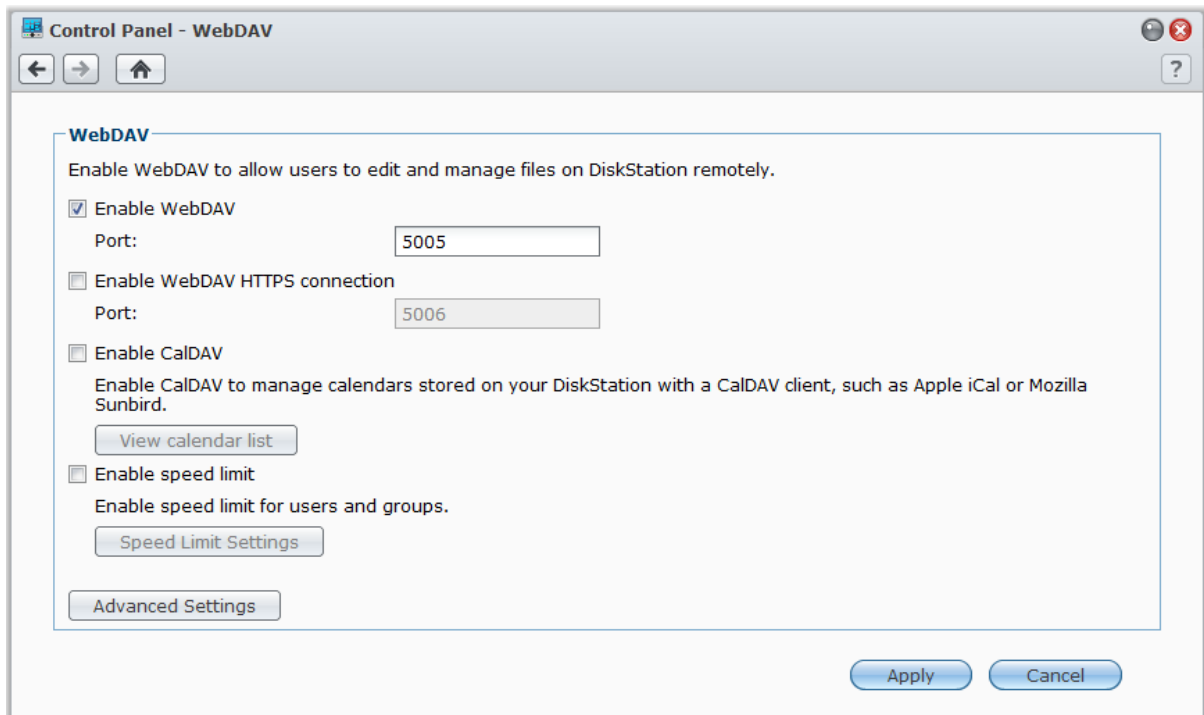 Control Panel - WebDAV
?
WebDAV
Enable WebDAV to allow users to edit and manage files on DiskStation remotely.
Enable WebDAV
Port:
5005
Enable WebDAV HTTPS connection
Port:
5006
Enable CalDAV
Enable CalDAV to manage calendars stored on your DiskStation with a CalDAV client, such as Apple iCal or Mozilla
Sunbird.
View calendar list
Enable speed limit
Enable speed limit for users and groups.
Speed Limit Settings
Advanced Settings
Apply
Cancel